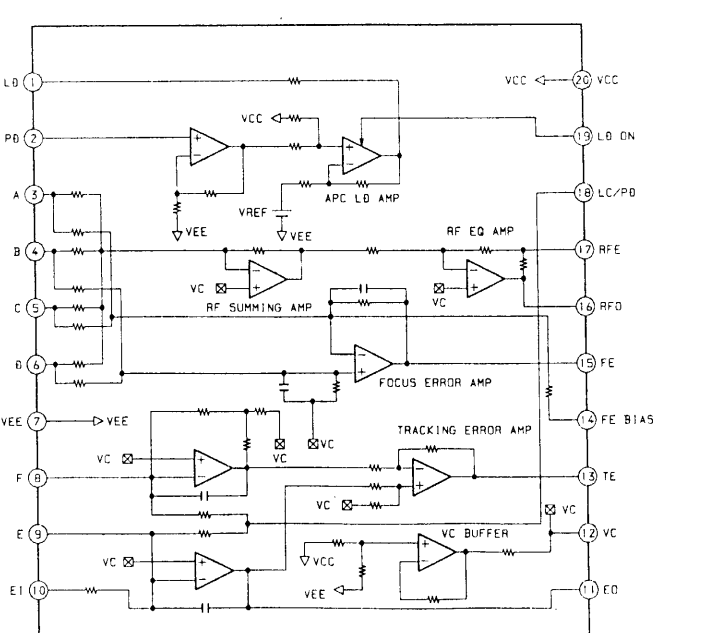 LD 1
VCC 20 VCC
PD 2
VCC
19 LD ON
A 3
APC LD AMP
18 LC/PD
VREF
VEE VEE
RF EQ AMP
B 4
17 RFE
VC
VC
C 5
RF SUMMING AMP
16 RFO
D 6
15 FE
FOCUS ERROR AMP
VEE 7 VEE
14 FE BIAS
TRACKING ERROR AMP
VC VC
VC
F 8
13 TE
VC
VC
E 9
VC BUFFER
12 VC
VC
VCC
VEE
EI 10
11 EO